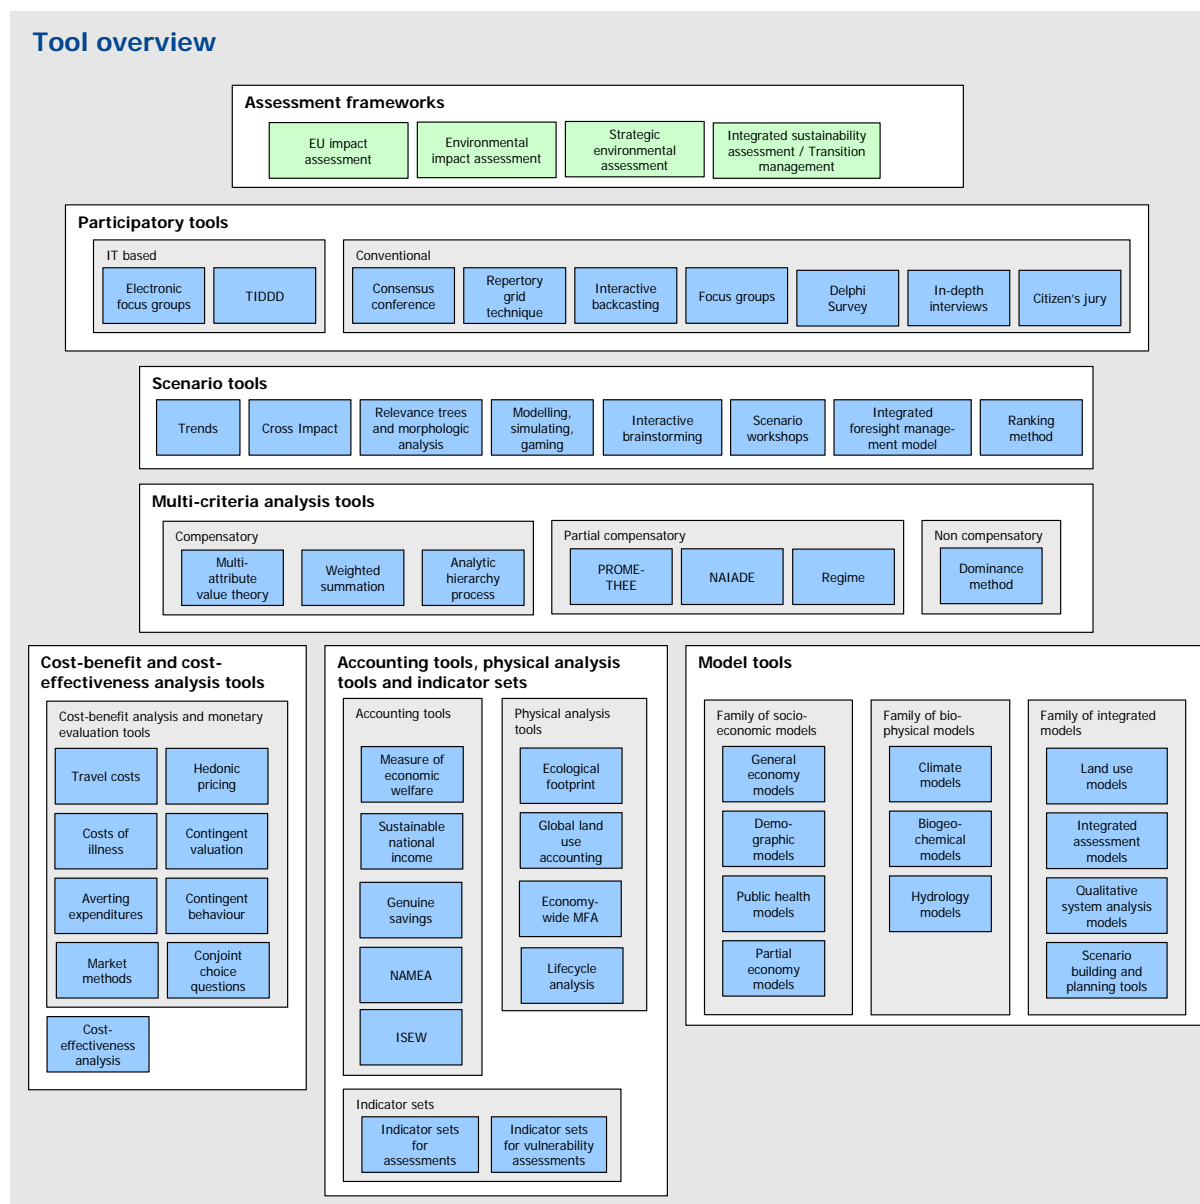 Tool overview
Assessment frameworks
EU impact
assessment
Environmental
impact assessment
Strategic
environmental
assessment
Integrated sustainability
assessment / Transition
management
Participatory tools
IT based
Electronic
focus groups
TIDDD
Conventional
Consensus
conference
Repertory
grid
technique
Interactive
backcasting
Focus groups
Delphi
Survey
In-depth
interviews
Citizen's jury
Scenario tools
Trends
Cross Impact
Relevance trees
and morphologic
analysis
Modelling,
simulating,
gaming
Interactive
brainstorming
Scenario
workshops
Integrated
foresight manage-
ment model
Ranking
method
Multi-criteria analysis tools
Compensatory
Multi-
attribute
value theory
Weighted
summation
Analytic
hierarchy
process
Partial compensatory
PROME-
THEE
NAIADE
Regime
Non compensatory
Dominance
method
Cost-benefit and cost-
effectiveness analysis tools
Cost-benefit analysis and monetary
evaluation tools
Travel costs
Hedonic
pricing
Costs of
illness
Contingent
valuation
Averting
expenditures
Contingent
behaviour
Market
methods
Conjoint
choice
questions
Cost-
effectiveness
analysis
Accounting tools, physical analysis
tools and indicator sets
Accounting tools
Measure of
economic
welfare
Sustainable
national
income
Genuine
savings
NAMEA
ISEW
Physical analysis
tools
Ecological
footprint
Global land
use
accounting
Economy-
wide MFA
Lifecycle
analysis
Indicator sets
Indicator sets
for
assessments
Indicator sets
for vulnerability
assessments
Model tools
Family of socio-
economic models
General
economy
models
Demo-
graphic
models
Public health
models
Partial
economy
models
Family of bio-
physical models
Climate
models
Biogeo-
chemical
models
Hydrology
models
Family of integrated
models
Land use
models
Integrated
assessment
models
Qualitative
system analysis
models
Scenario
building and
planning tools